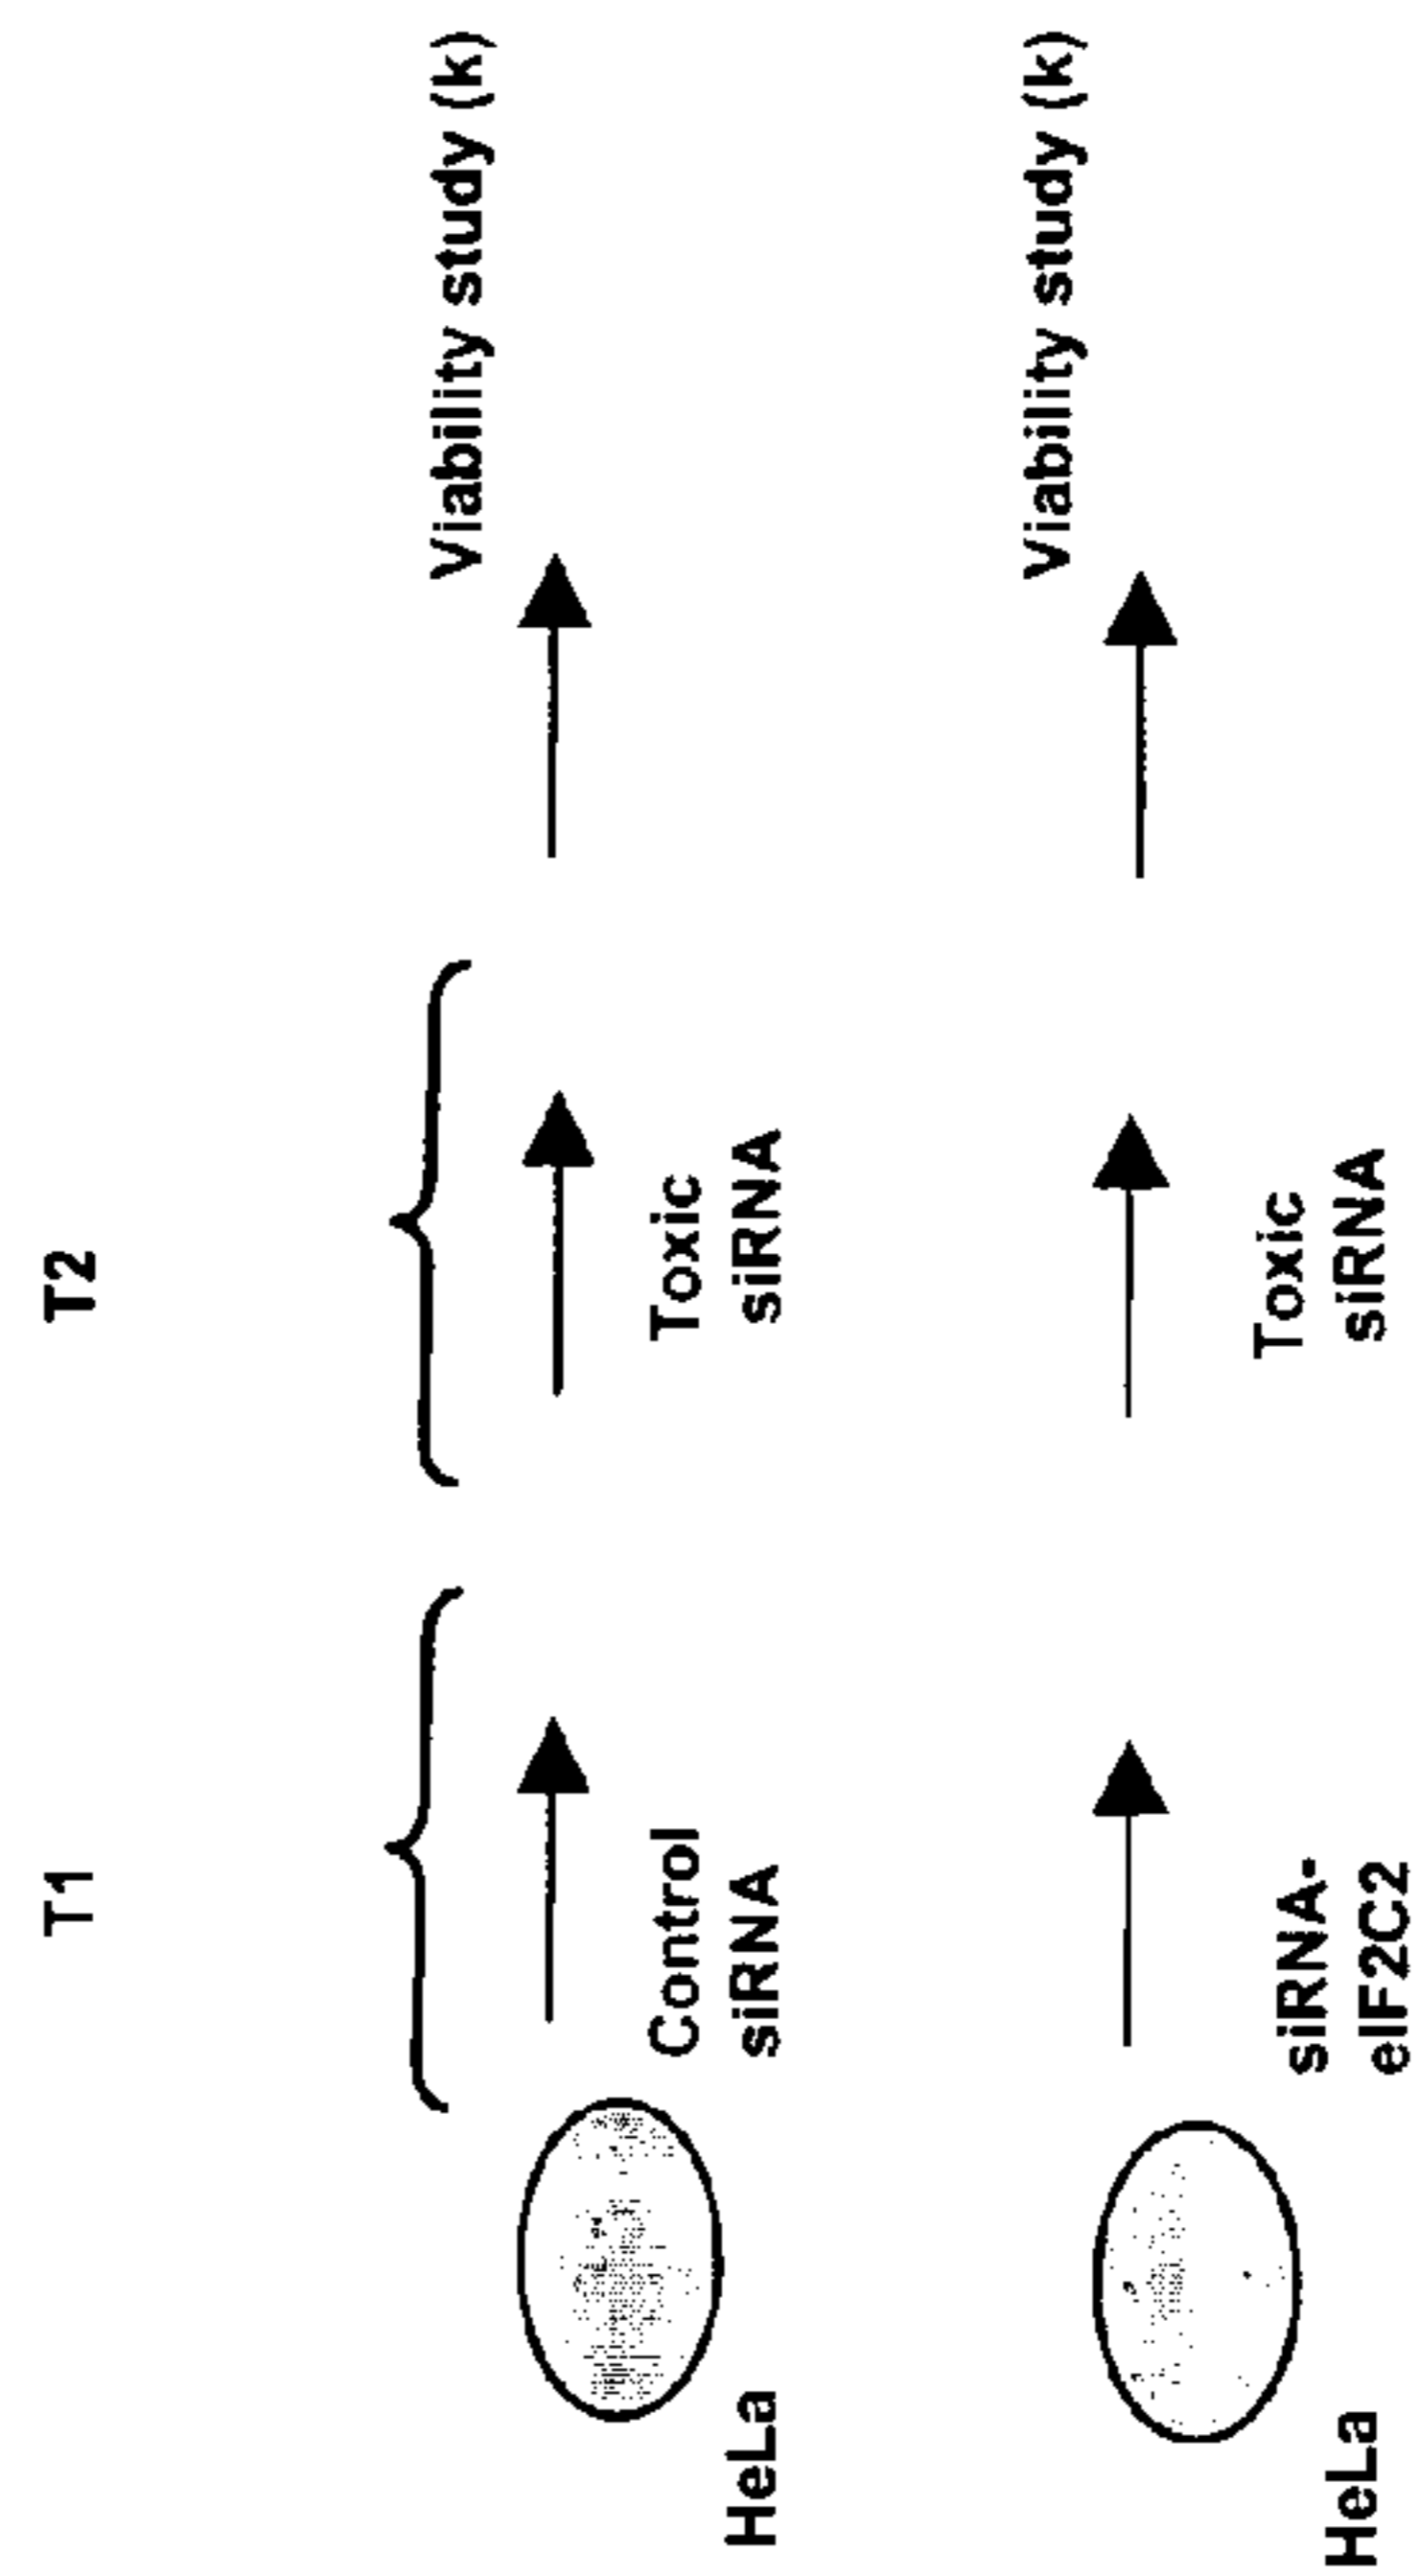 T1
T2
HeLa
Control
siRNA
Toxic
siRNA
Viability study (k)
HeLa
siRNA-
eIF2C2
Toxic
siRNA
Viability study (k)